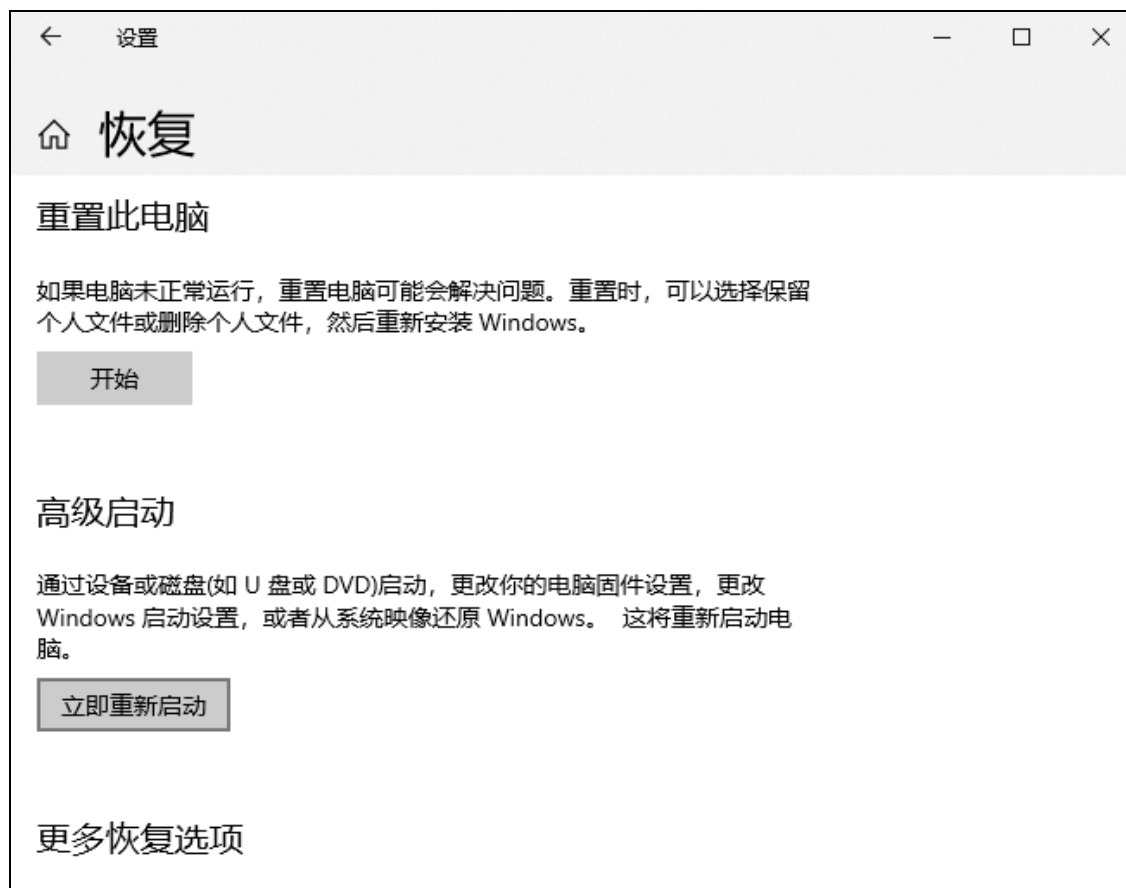 设置
恢复
重置此电脑
如果电脑未正常运行，重置电脑可能会解决问题。重置时，可以选择保留
个人文件或删除个人文件，然后重新安装 Windows。
开始
高级启动
通过设备或磁盘(如 U 盘或 DVD)启动，更改你的电脑固件设置，更改
Windows 启动设置，或者从系统映像还原 Windows。 这将重新启动电
脑。
立即重新启动
更多恢复选项